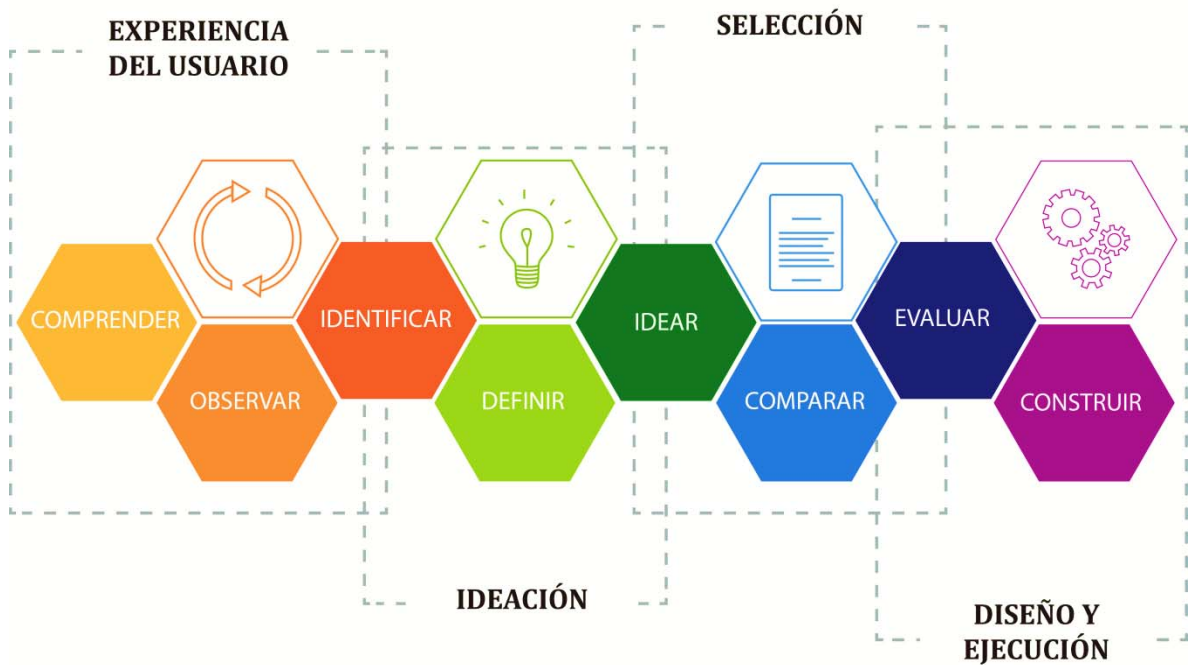 EXPERIENCIA
DEL USUARIO
SELECCIÓN
COMPRENDER
OBSERVAR
IDENTIFICAR
DEFINIR
IDEAR
COMPARAR
EVALUAR
CONSTRUIR
IDEACIÓN
DISEÑO Y
EJECUCIÓN